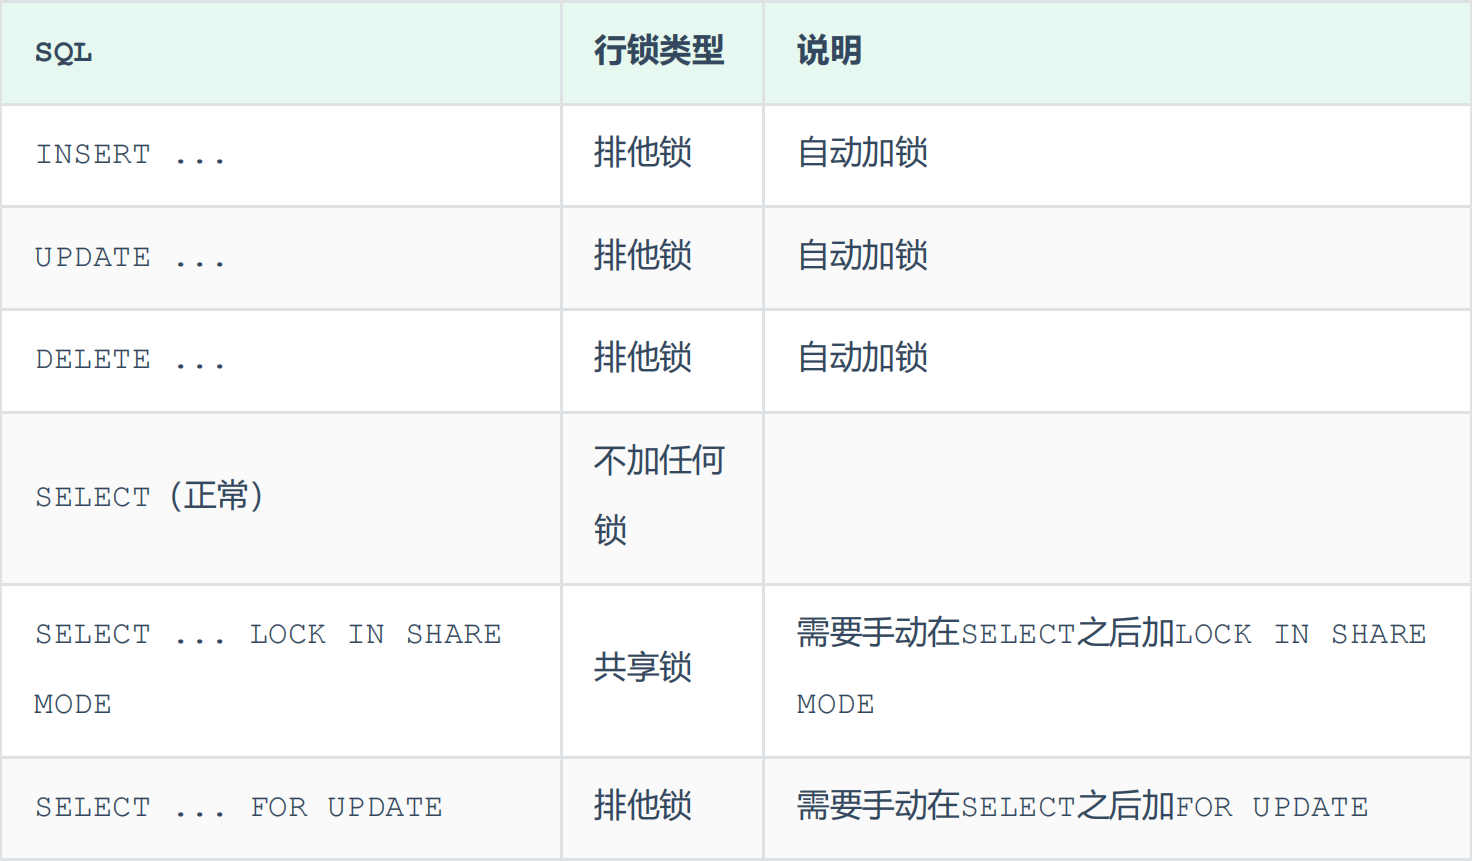 SQL 行锁类型 说明
INSERT ... 排他锁 自动加锁
UPDATE ... 排他锁 自动加锁
DELETE ... 排他锁 自动加锁
SELECT（正常） 不加任何
锁
SELECT ... LOCK IN SHARE
MODE
共享锁
需要手动在SELECT之后加LOCK IN SHARE
MODE
SELECT ... FOR UPDATE 排他锁 需要手动在SELECT之后加FOR UPDATE